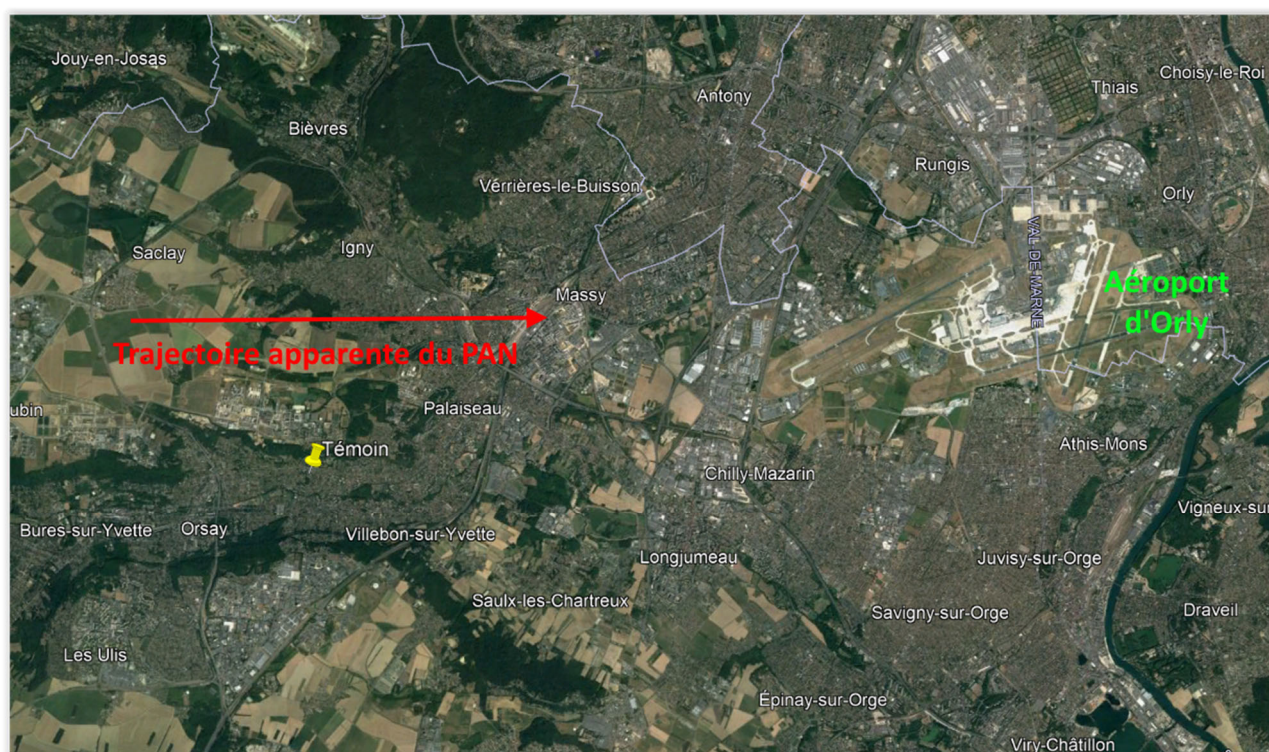 Jouy-en-Josas
Choisy-le-Roi
Thiais
Antony
Bièvres
Rungis
Vérrières-le-Buisson
Orly
Igny
Saclay
VAL DE MARNE
Aéroport
d'Orly
Massy
Trajectoire apparente du PAN
ubin
Palaiseau
Témoin
Athis-Mons
Chilly-Mazarin
Vigneux-sur
Bures-sur-Yvette
Orsay
Villebon-sur-Yvette
Longjumeau
Juvisy-sur-Orge
Saulx-les-Chartreux
Savigny-sur-Orge
Draveil
Les Ulis
Épinay-sur-Orge
Viry-Châtillon